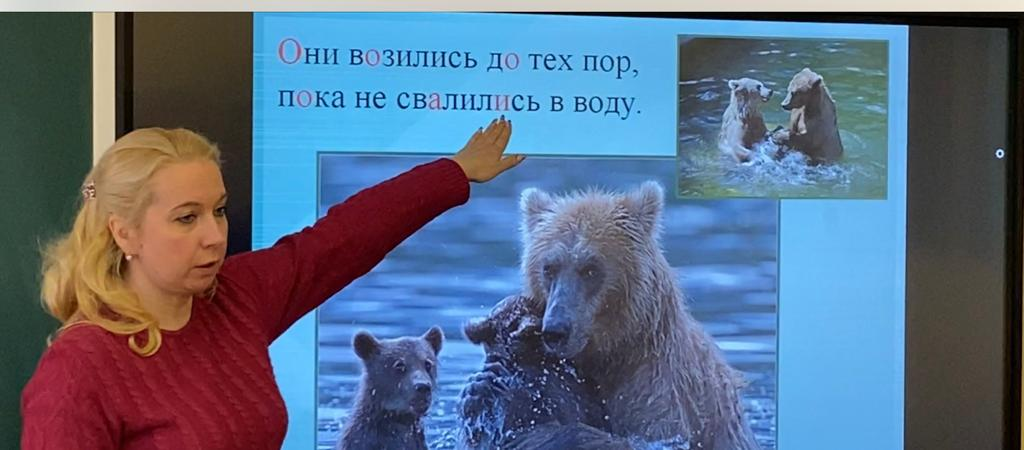 Они возились до тех пор,
пока не свалились в воду.